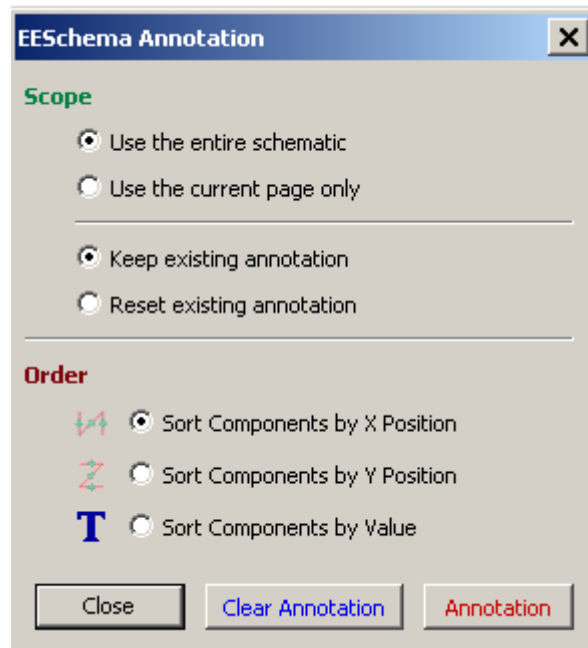 EESchema Annotation
Scope
Use the entire schematic
Use the current page only
Keep existing annotation
Reset existing annotation
Order
Sort Components by X Position
Sort Components by Y Position
T Sort Components by Value
Close Clear Annotation Annotation